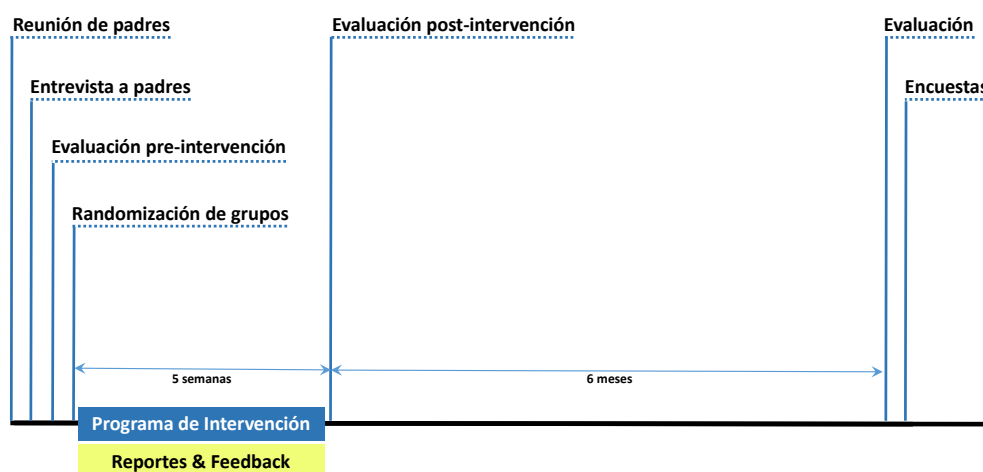 Reunión de padres
Evaluación post-intervención
Evaluación
Entrevista a padres
Encuestas
Evaluación pre-intervención
Randomización de grupos
5 semanas
6 meses
Programa de Intervención
Reportes & Feedback